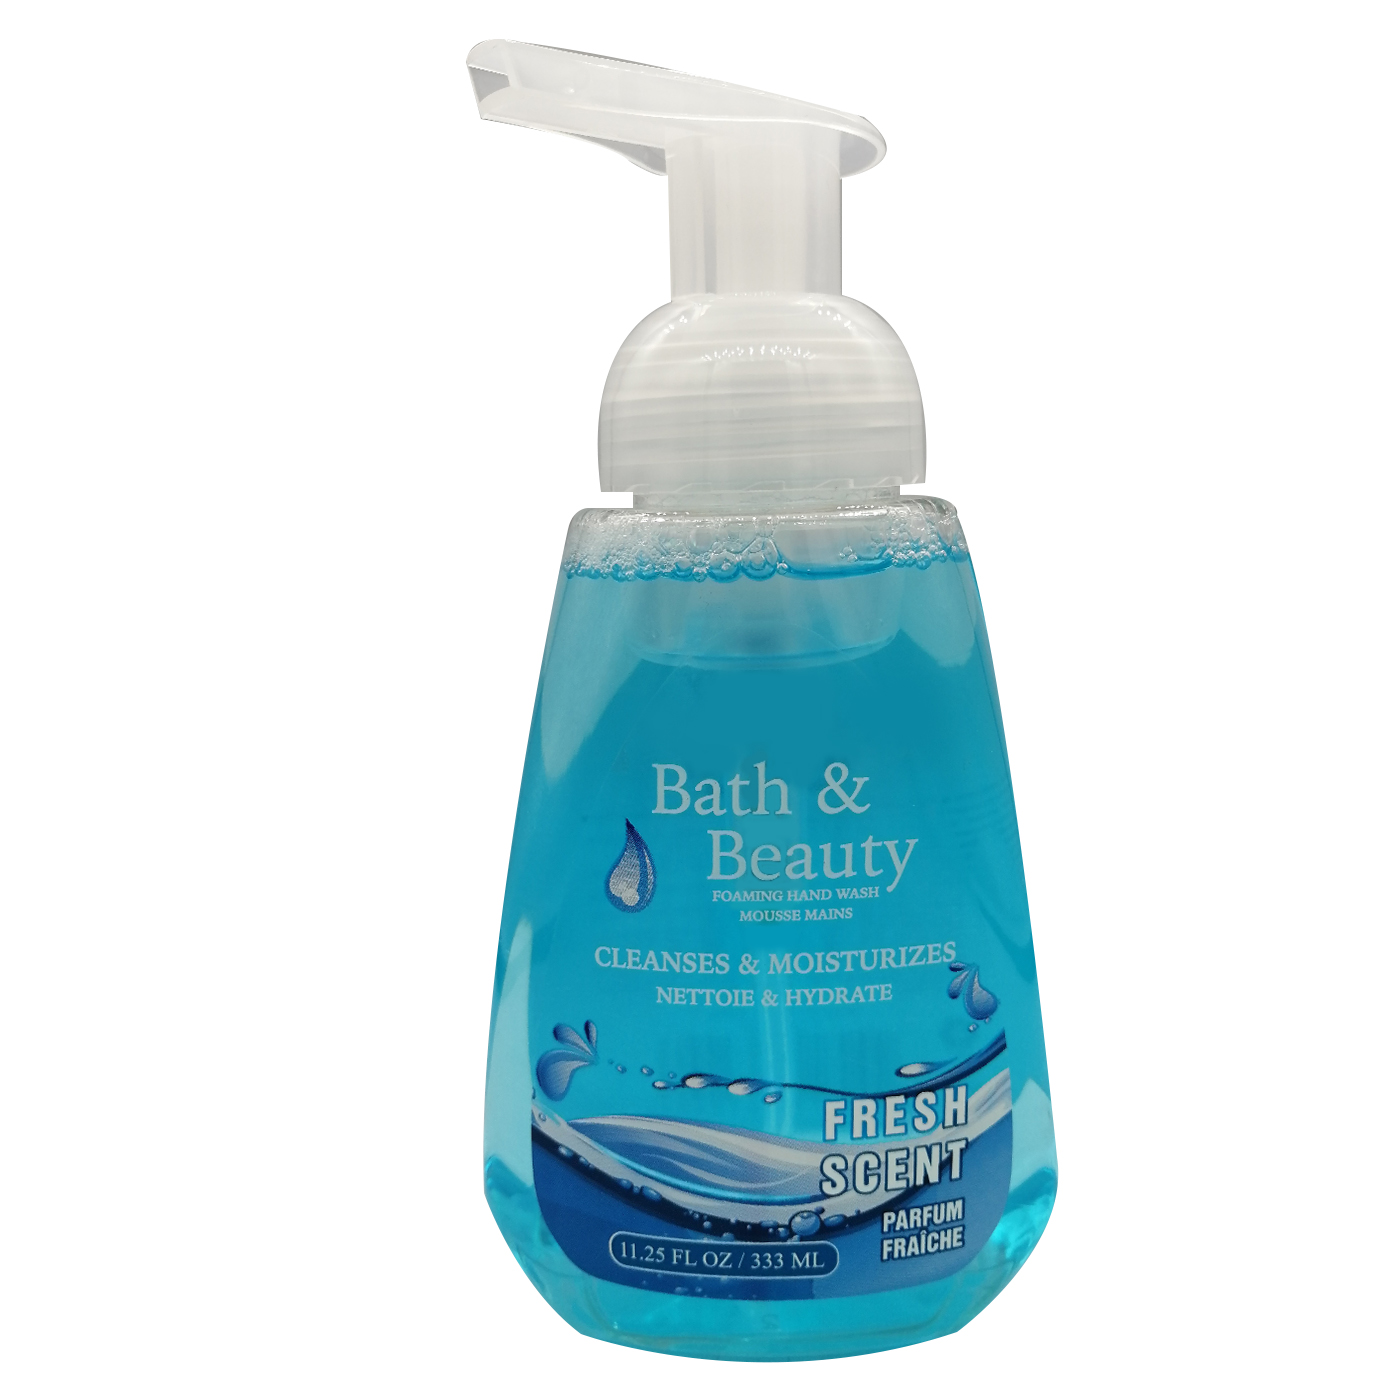 Bath &
Beauty
FOAMING HAND WASH
MOUSSE MAINS
CLEANSES & MOISTURIZES
NETTOIE & HYDRATE
FRESH
SCENT
PARFUM
FRAÎCHE
11.25 FL OZ / 333 ML